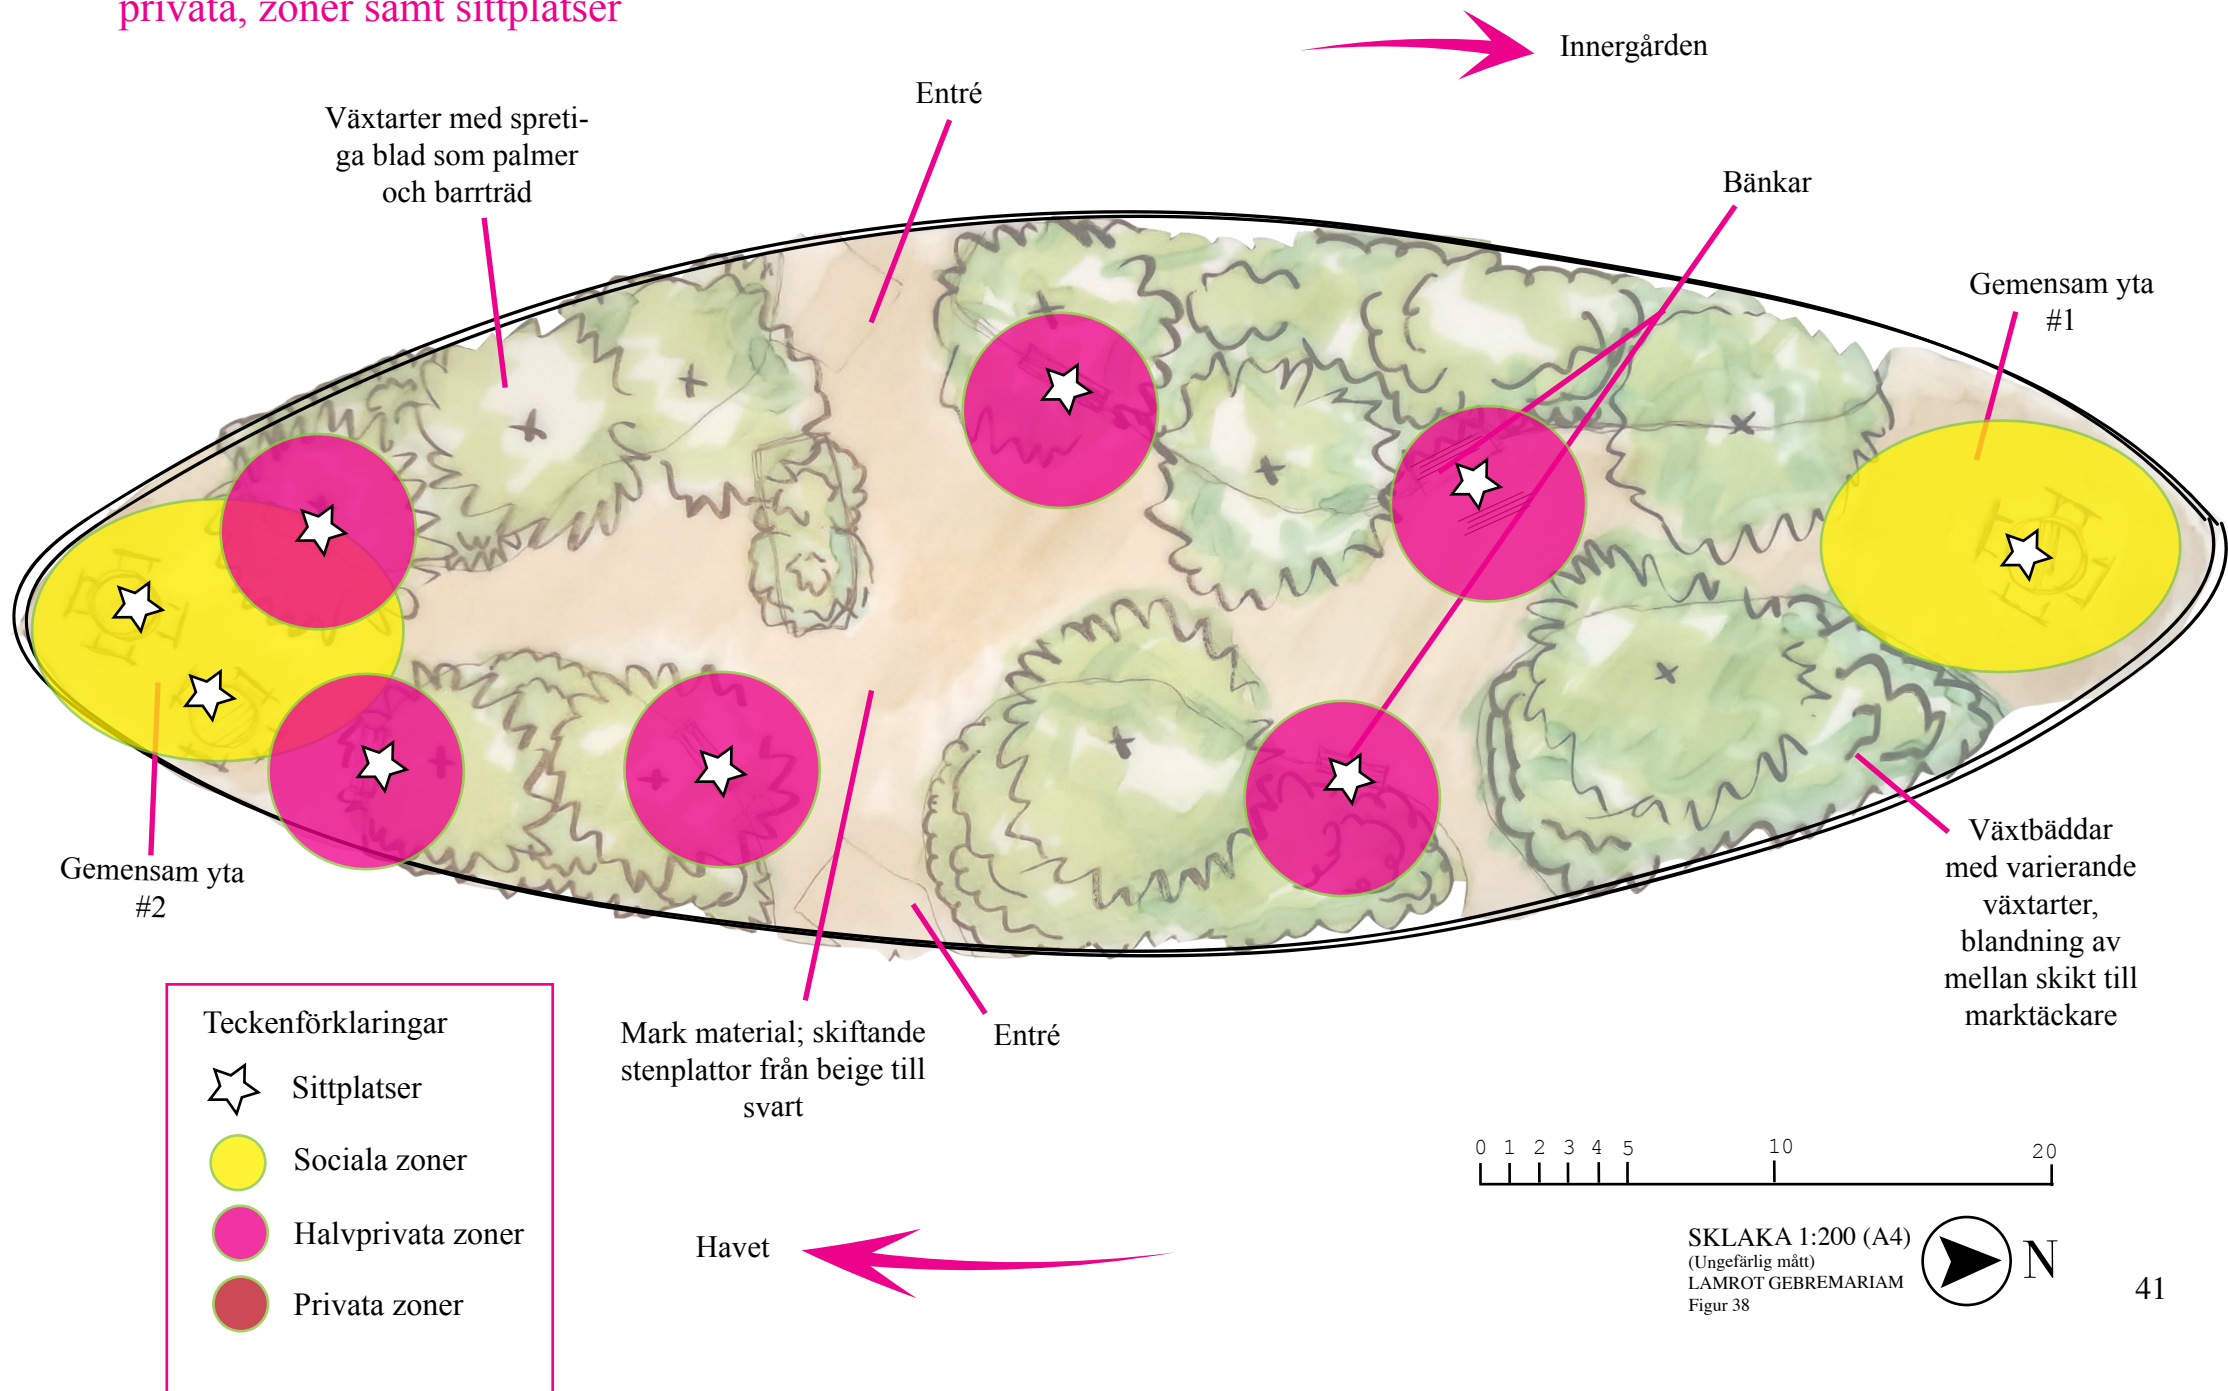 privata, zoner samt sittplatser
Innergården
Entré
Växtarter med spreti-
ga blad som palmer
och barrträd
Bänkar
Gemensam yta
#1
Gemensam yta
#2
Växtbäddar
med varierande
växtarter,
blandning av
mellan skikt till
marktäckare
Mark material; skiftande
stenplattor från beige till
svart
Entré
Teckenförklaringar
Sittplatser
Sociala zoner
Halvprivata zoner
Privata zoner
Havet
0 1 2 3 4 5 10 20
SKLAKA 1:200 (A4)
(Ungefärlig mått)
LAMROT GEBREMARIAM
Figur 38
N
41